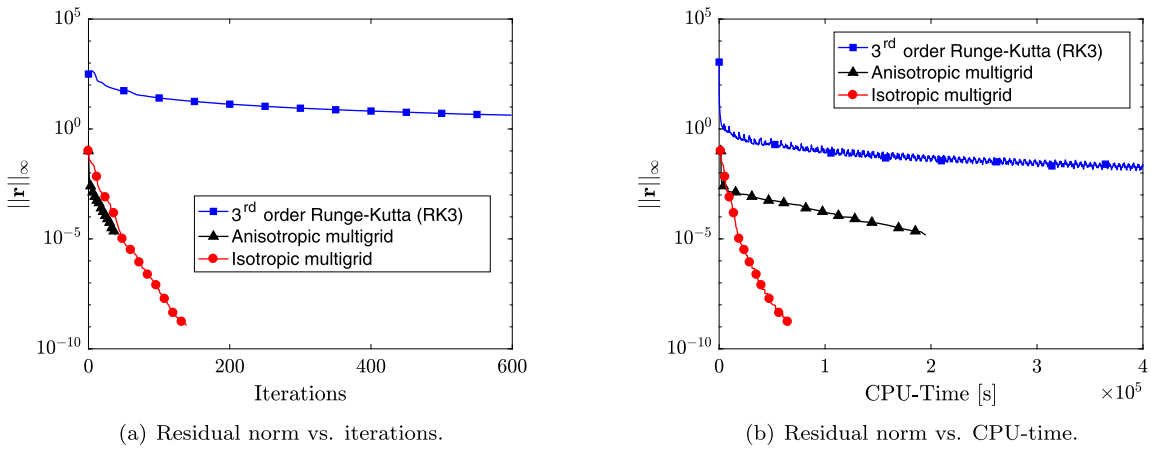 10^5
10^0
10^-5
10^-10
||r||∞
3rd order Runge-Kutta (RK3)
Anisotropic multigrid
Isotropic multigrid
0
200
400
600
Iterations
(a) Residual norm vs. iterations.
10^5
10^0
10^-5
10^-10
||r||∞
3rd order Runge-Kutta (RK3)
Anisotropic multigrid
Isotropic multigrid
0
1
2
3
4
CPU-Time [s]
×10^5
(b) Residual norm vs. CPU-time.